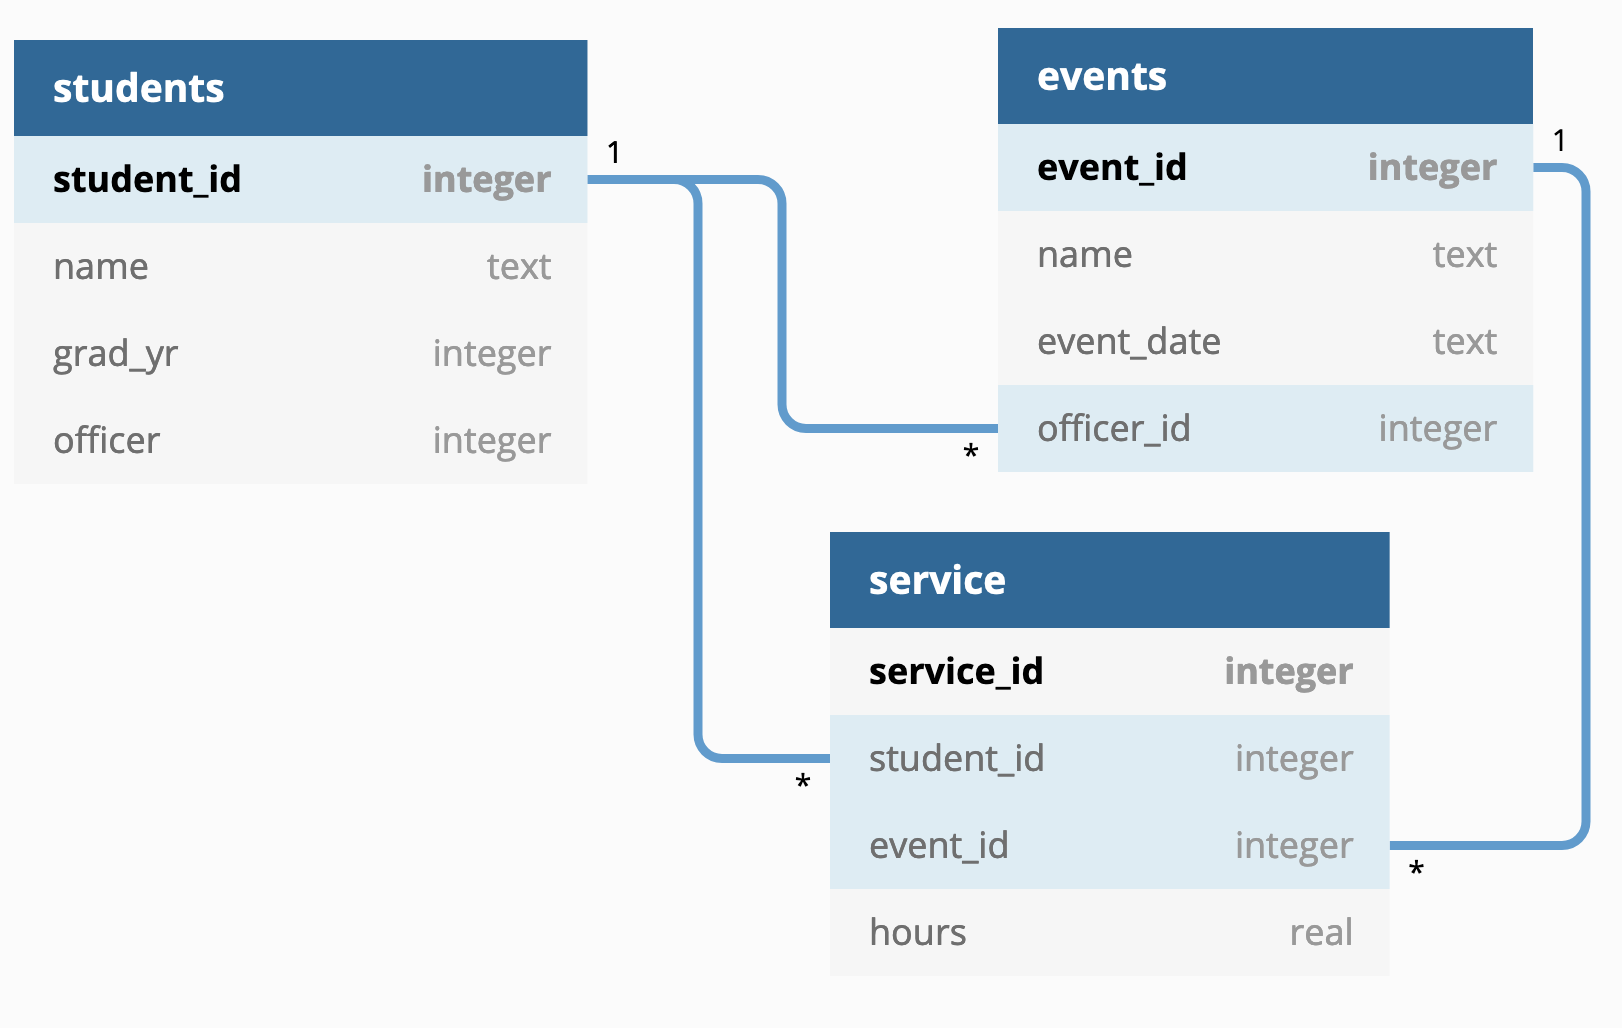 students
student_id integer
name text
grad_yr integer
officer integer
1
*
*
events
event_id integer
name text
event_date text
officer_id integer
1
*
service
service_id integer
student_id integer
event_id integer
hours real